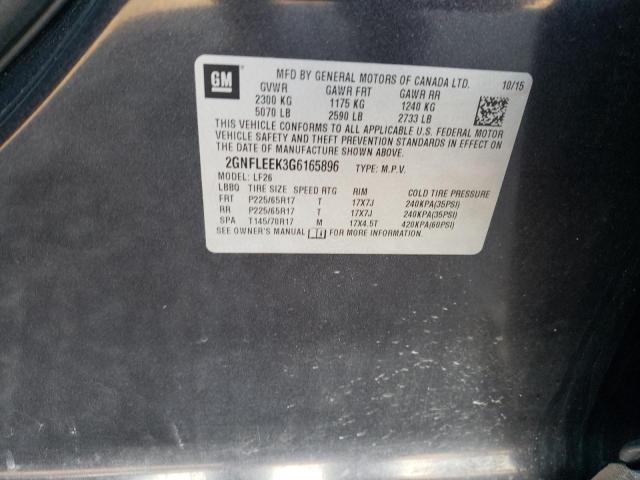 GM
MFD BY GENERAL MOTORS OF CANADA LTD. 10/15
GVWR GAWR FRT GAWR RR
2300 KG 1175 KG 1240 KG
5070 LB 2590 LB 2733 LB
THIS VEHICLE CONFORMS TO ALL APPLICABLE U.S. FEDERAL MOTOR
VEHICLE SAFETY AND THEFT PREVENTION STANDARDS IN EFFECT ON
THE DATE OF MANUFACTURE SHOWN ABOVE.
2GNFLEEK3G6165896 TYPE: M.P.V.
MODEL: LF26
LBBQ TIRE SIZE SPEED RTG RIM COLD TIRE PRESSURE
FRT P225/65R17 T 17X7J 240KPA(35PSI)
RR P225/65R17 T 17X7J 240KPA(35PSI)
SPA T145/70R17 M 17X4.5T 420KPA(60PSI)
SEE OWNER'S MANUAL FOR MORE INFORMATION.